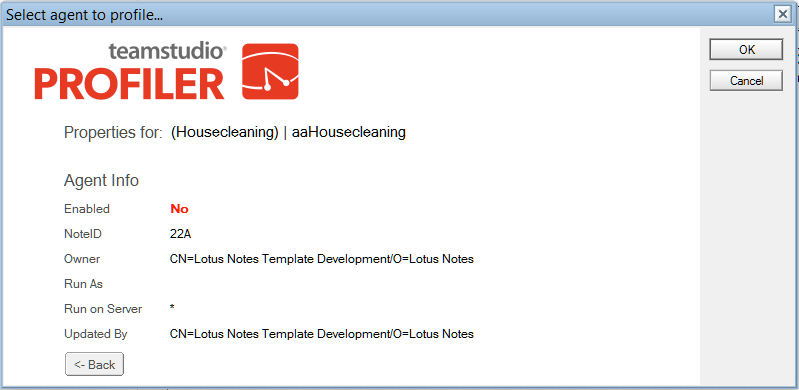 Select agent to profile...
OK
Cancel
teamstudio®
PROFILER
Properties for: (Housecleaning) | aaHousecleaning
Agent Info
Enabled No
NoteID 22A
Owner CN=Lotus Notes Template Development/O=Lotus Notes
Run As
Run on Server *
Updated By CN=Lotus Notes Template Development/O=Lotus Notes
<- Back